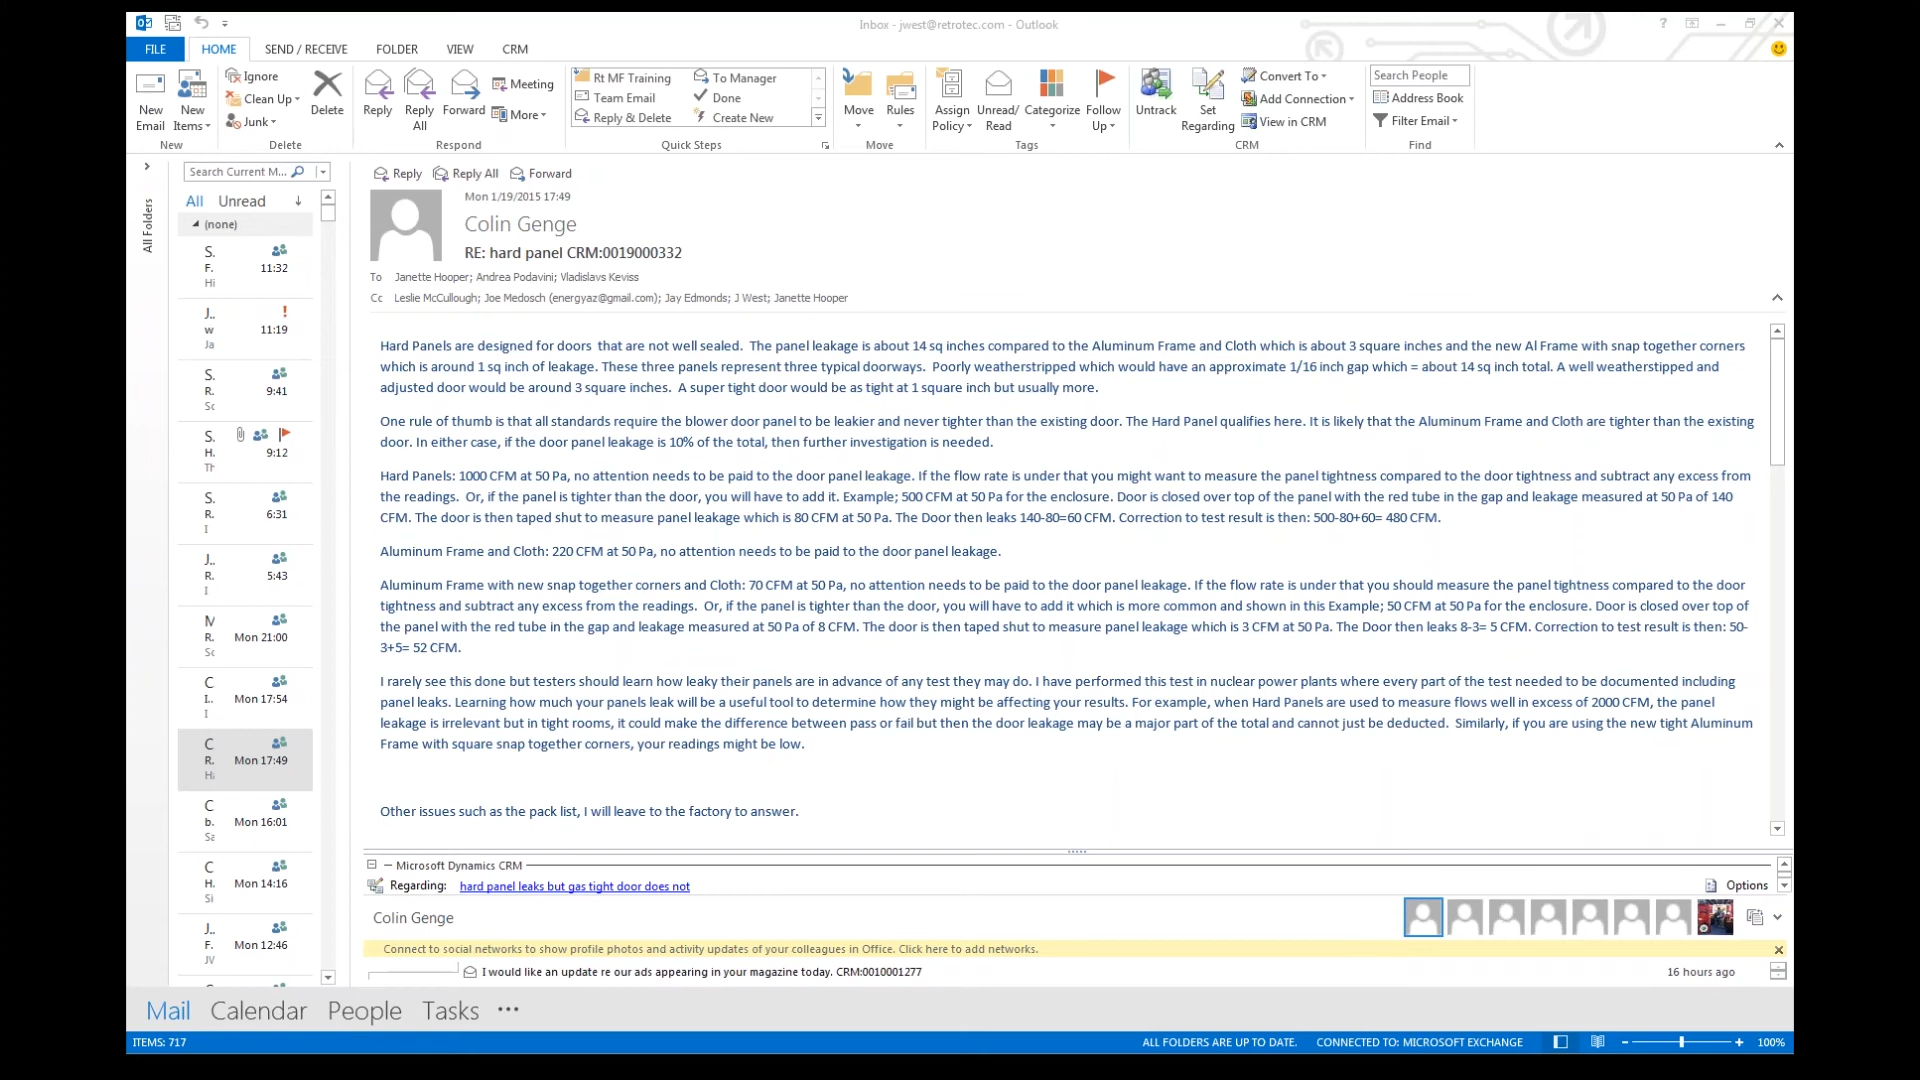 Inbox - jwest@retrotec.com - Outlook
FILE HOME SEND / RECEIVE FOLDER VIEW CRM
New Email
New Items
New
Ignore
Clean Up
Junk
Delete
Delete
Reply
Reply All
Forward
Meeting
More
Respond
Rt MF Training
Team Email
Reply & Delete
To Manager
Done
Create New
Quick Steps
Move
Rules
Move
Assign Policy
Unread/ Read
Categorize
Follow Up
Tags
Untrack
Set Regarding
Convert To
Add Connection
View in CRM
CRM
Search People
Address Book
Filter Email
Find
All Folders
Search Current M...
All Unread
(none)
S.
F. 11:32
Hi
J..
w 11:19
Ja
S.
R. 9:41
Sc
S.
H. 9:12
Th
S.
R. 6:31
I
J..
R. 5:43
I
M
R. Mon 21:00
Sc
C
I.. Mon 17:54
I
C
R. Mon 17:49
C
b. Mon 16:01
Sa
C
H. Mon 14:16
Si
J..
F. Mon 12:46
JV
Reply Reply All Forward
Mon 1/19/2015 17:49
Colin Genge
RE: hard panel CRM:0019000332
To Janette Hooper; Andrea Podavini; Vladislavs Keviss
Cc Leslie McCullough; Joe Medosch (energyaz@gmail.com); Jay Edmonds; J West; Janette Hooper
Hard Panels are designed for doors that are not well sealed. The panel leakage is about 14 sq inches compared to the Aluminum Frame and Cloth which is about 3 square inches and the new Al Frame with snap together corners
which is around 1 sq inch of leakage. These three panels represent three typical doorways. Poorly weatherstripped which would have an approximate 1/16 inch gap which = about 14 sq inch total. A well weatherstipped and
adjusted door would be around 3 square inches. A super tight door would be as tight at 1 square inch but usually more.
One rule of thumb is that all standards require the blower door panel to be leakier and never tighter than the existing door. The Hard Panel qualifies here. It is likely that the Aluminum Frame and Cloth are tighter than the existing
door. In either case, if the door panel leakage is 10% of the total, then further investigation is needed.
Hard Panels: 1000 CFM at 50 Pa, no attention needs to be paid to the door panel leakage. If the flow rate is under that you might want to measure the panel tightness compared to the door tightness and subtract any excess from
the readings. Or, if the panel is tighter than the door, you will have to add it. Example; 500 CFM at 50 Pa for the enclosure. Door is closed over top of the panel with the red tube in the gap and leakage measured at 50 Pa of 140
CFM. The door is then taped shut to measure panel leakage which is 80 CFM at 50 Pa. The Door then leaks 140-80=60 CFM. Correction to test result is then: 500-80+60= 480 CFM.
Aluminum Frame and Cloth: 220 CFM at 50 Pa, no attention needs to be paid to the door panel leakage.
Aluminum Frame with new snap together corners and Cloth: 70 CFM at 50 Pa, no attention needs to be paid to the door panel leakage. If the flow rate is under that you should measure the panel tightness compared to the door
tightness and subtract any excess from the readings. Or, if the panel is tighter than the door, you will have to add it which is more common and shown in this Example; 50 CFM at 50 Pa for the enclosure. Door is closed over top of
the panel with the red tube in the gap and leakage measured at 50 Pa of 8 CFM. The door is then taped shut to measure panel leakage which is 3 CFM at 50 Pa. The Door then leaks 8-3= 5 CFM. Correction to test result is then: 50-
3+5= 52 CFM.
I rarely see this done but testers should learn how leaky their panels are in advance of any test they may do. I have performed this test in nuclear power plants where every part of the test needed to be documented including
panel leaks. Learning how much your panels leak will be a useful tool to determine how they might be affecting your results. For example, when Hard Panels are used to measure flows well in excess of 2000 CFM, the panel
leakage is irrelevant but in tight rooms, it could make the difference between pass or fail but then the door leakage may be a major part of the total and cannot just be deducted. Similarly, if you are using the new tight Aluminum
Frame with square snap together corners, your readings might be low.
Other issues such as the pack list, I will leave to the factory to answer.
Microsoft Dynamics CRM
Regarding: hard panel leaks but gas tight door does not
Options
Colin Genge
Connect to social networks to show profile photos and activity updates of your colleagues in Office. Click here to add networks.
I would like an update re our ads appearing in your magazine today. CRM:0010001277 16 hours ago
Mail Calendar People Tasks ...
ITEMS: 717 ALL FOLDERS ARE UP TO DATE. CONNECTED TO: MICROSOFT EXCHANGE 100%